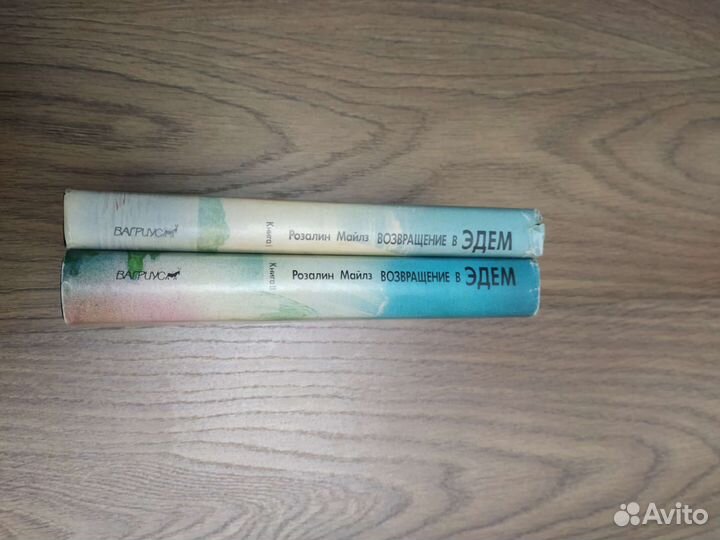 ВАГРИУС Книга I Розалин Майлз ВОЗВРАЩЕНИЕ В ЭДЕМ
ВАГРИУС Книга II Розалин Майлз ВОЗВРАЩЕНИЕ В ЭДЕМ
Avito